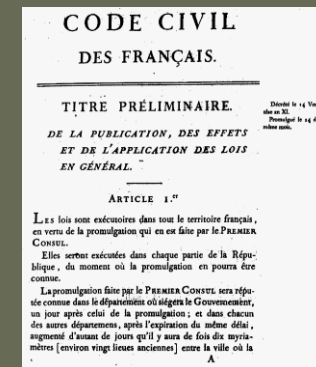 CODE CIVIL
DES FRANÇAIS.
TITRE PRÉLIMINAIRE.
Décrété le 14 Ven
ôse an XI.
Promulgué le 24 d
même mois.
DE LA PUBLICATION, DES EFFETS
ET DE L'APPLICATION DES LOIS
EN GÉNÉRAL.
ARTICLE 1.er
LES lois sont exécutoires dans tout le territoire français,
en vertu de la promulgation qui en est faite par le PREMIER
CONSUL.
Elles seront exécutées dans chaque partie de la Répu-
blique, du moment où la promulgation en pourra être
connue.
La promulgation faite par le PREMIER CONSUL sera répu-
tée connue dans le département où siégera le Gouvernement,
un jour après celui de la promulgation ; et dans chacun
des autres départemens, après l'expiration du même délai,
augmenté d'autant de jours qu'il y aura de fois dix myria-
mètres [environ vingt lieues anciennes] entre la ville où la
A